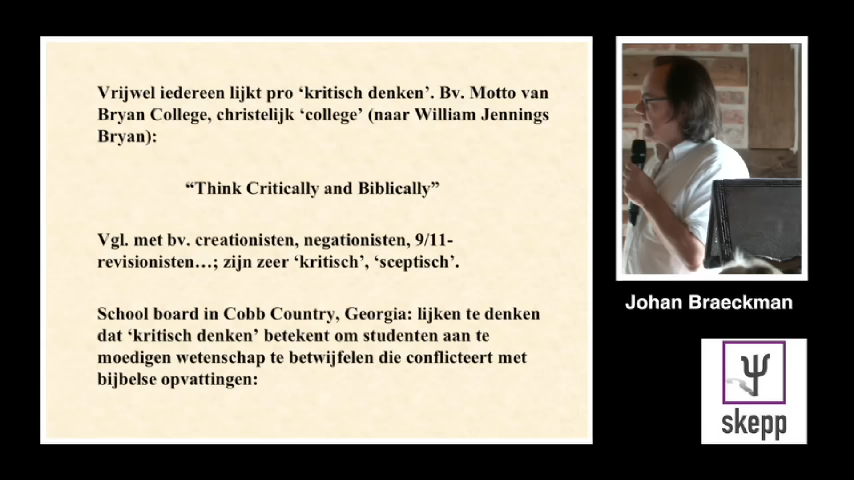 Vrijwel iedereen lijkt pro ‘kritisch denken’. Bv. Motto van
Bryan College, christelijk ‘college’ (naar William Jennings
Bryan):
“Think Critically and Biblically”
Vgl. met bv. creationisten, negationisten, 9/11-
revisionisten…; zijn zeer ‘kritisch’, ‘sceptisch’.
School board in Cobb Country, Georgia: lijken te denken
dat ‘kritisch denken’ betekent om studenten aan te
moedigen wetenschap te betwijfelen die conflicteert met
bijbelse opvattingen:
Johan Braeckman
skepp